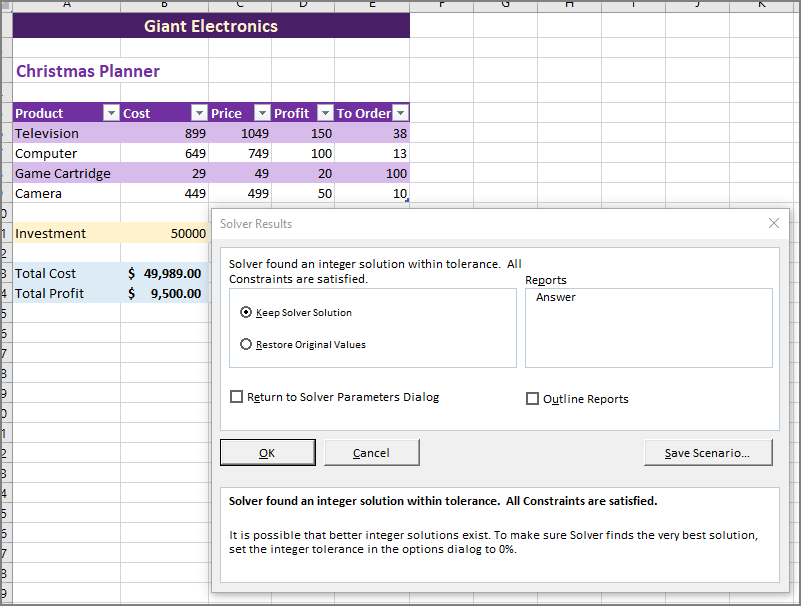 A B C D E F G H I J K
Giant Electronics
Christmas Planner
Product Cost Price Profit To Order
Television 899 1049 150 38
Computer 649 749 100 13
Game Cartridge 29 49 20 100
Camera 449 499 50 10
Investment 50000
Total Cost $ 49,989.00
Total Profit $ 9,500.00
Solver Results
Solver found an integer solution within tolerance. All
Constraints are satisfied.
Reports
Answer
Keep Solver Solution
Restore Original Values
Return to Solver Parameters Dialog
Outline Reports
OK
Cancel
Save Scenario...
Solver found an integer solution within tolerance. All Constraints are satisfied.
It is possible that better integer solutions exist. To make sure Solver finds the very best solution,
set the integer tolerance in the options dialog to 0%.